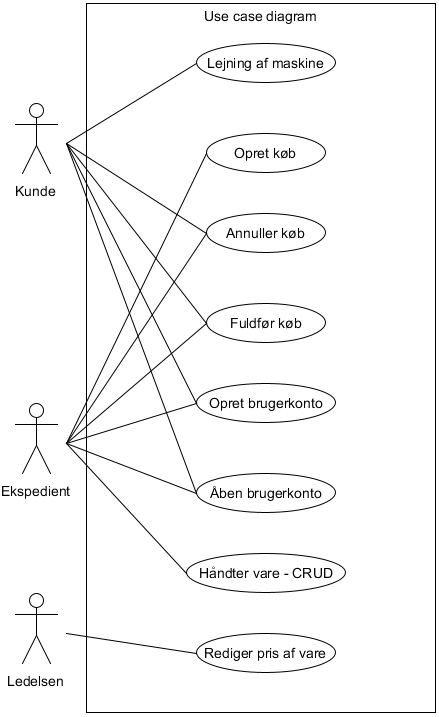 Use case diagram
Lejning af maskine
Kunde
Opret køb
Annuller køb
Fuldfør køb
Opret brugerkonto
Ekspedient
Åben brugerkonto
Håndter vare - CRUD
Ledelsen
Rediger pris af vare